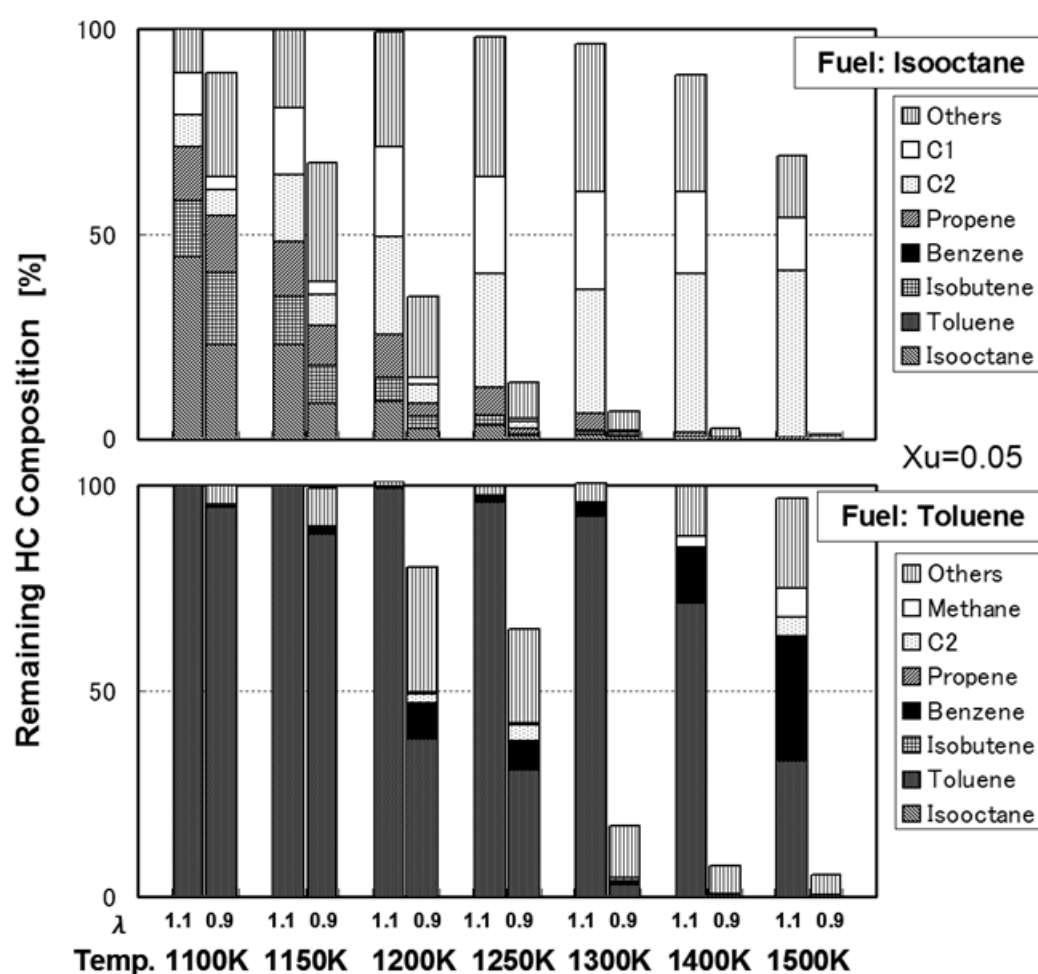 Remaining HC Composition [%]
100
50
0
Fuel: Isooctane
Others
C1
C2
Propene
Benzene
Isobutene
Toluene
Isooctane
Xu=0.05
100
50
0
Fuel: Toluene
Others
Methane
C2
Propene
Benzene
Isobutene
Toluene
Isooctane
λ 1.1 0.9 1.1 0.9 1.1 0.9 1.1 0.9 1.1 0.9 1.1 0.9 1.1 0.9
Temp. 1100K 1150K 1200K 1250K 1300K 1400K 1500K